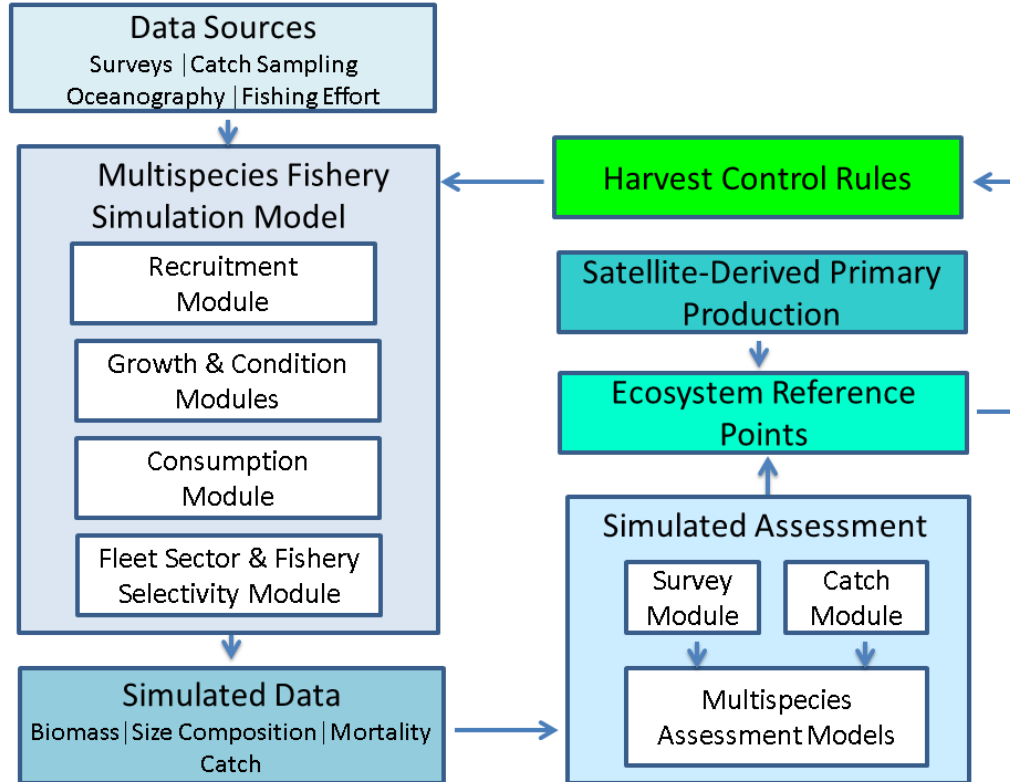 Data Sources
Surveys |Catch Sampling
Oceanography |Fishing Effort
Multispecies Fishery
Simulation Model
Recruitment
Module
Growth & Condition
Modules
Consumption
Module
Fleet Sector & Fishery
Selectivity Module
Simulated Data
Biomass|Size Composition|Mortality
Catch
Harvest Control Rules
Satellite-Derived Primary
Production
Ecosystem Reference
Points
Simulated Assessment
Survey
Module
Catch
Module
Multispecies
Assessment Models